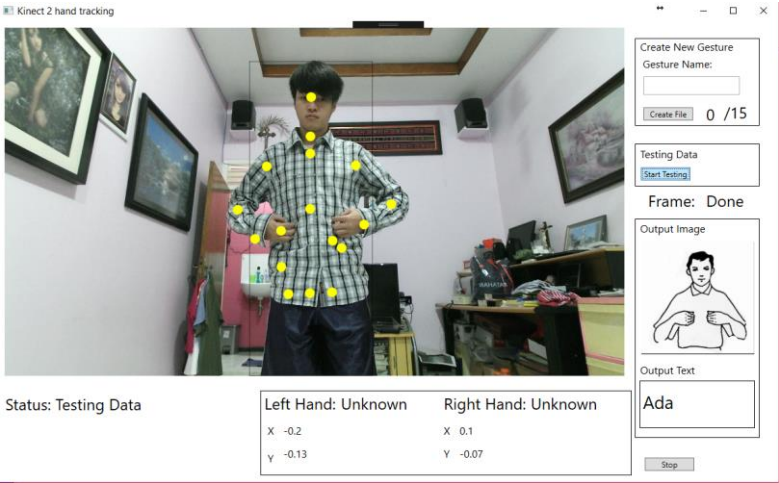 Kinect 2 hand tracking
Create New Gesture
Gesture Name:
Create File 0 /15
Testing Data
Start Testing
Frame: Done
Output Image
Output Text
Ada
Stop
Status: Testing Data
Left Hand: Unknown
X -0.2
Y -0.13
Right Hand: Unknown
X 0.1
Y -0.07